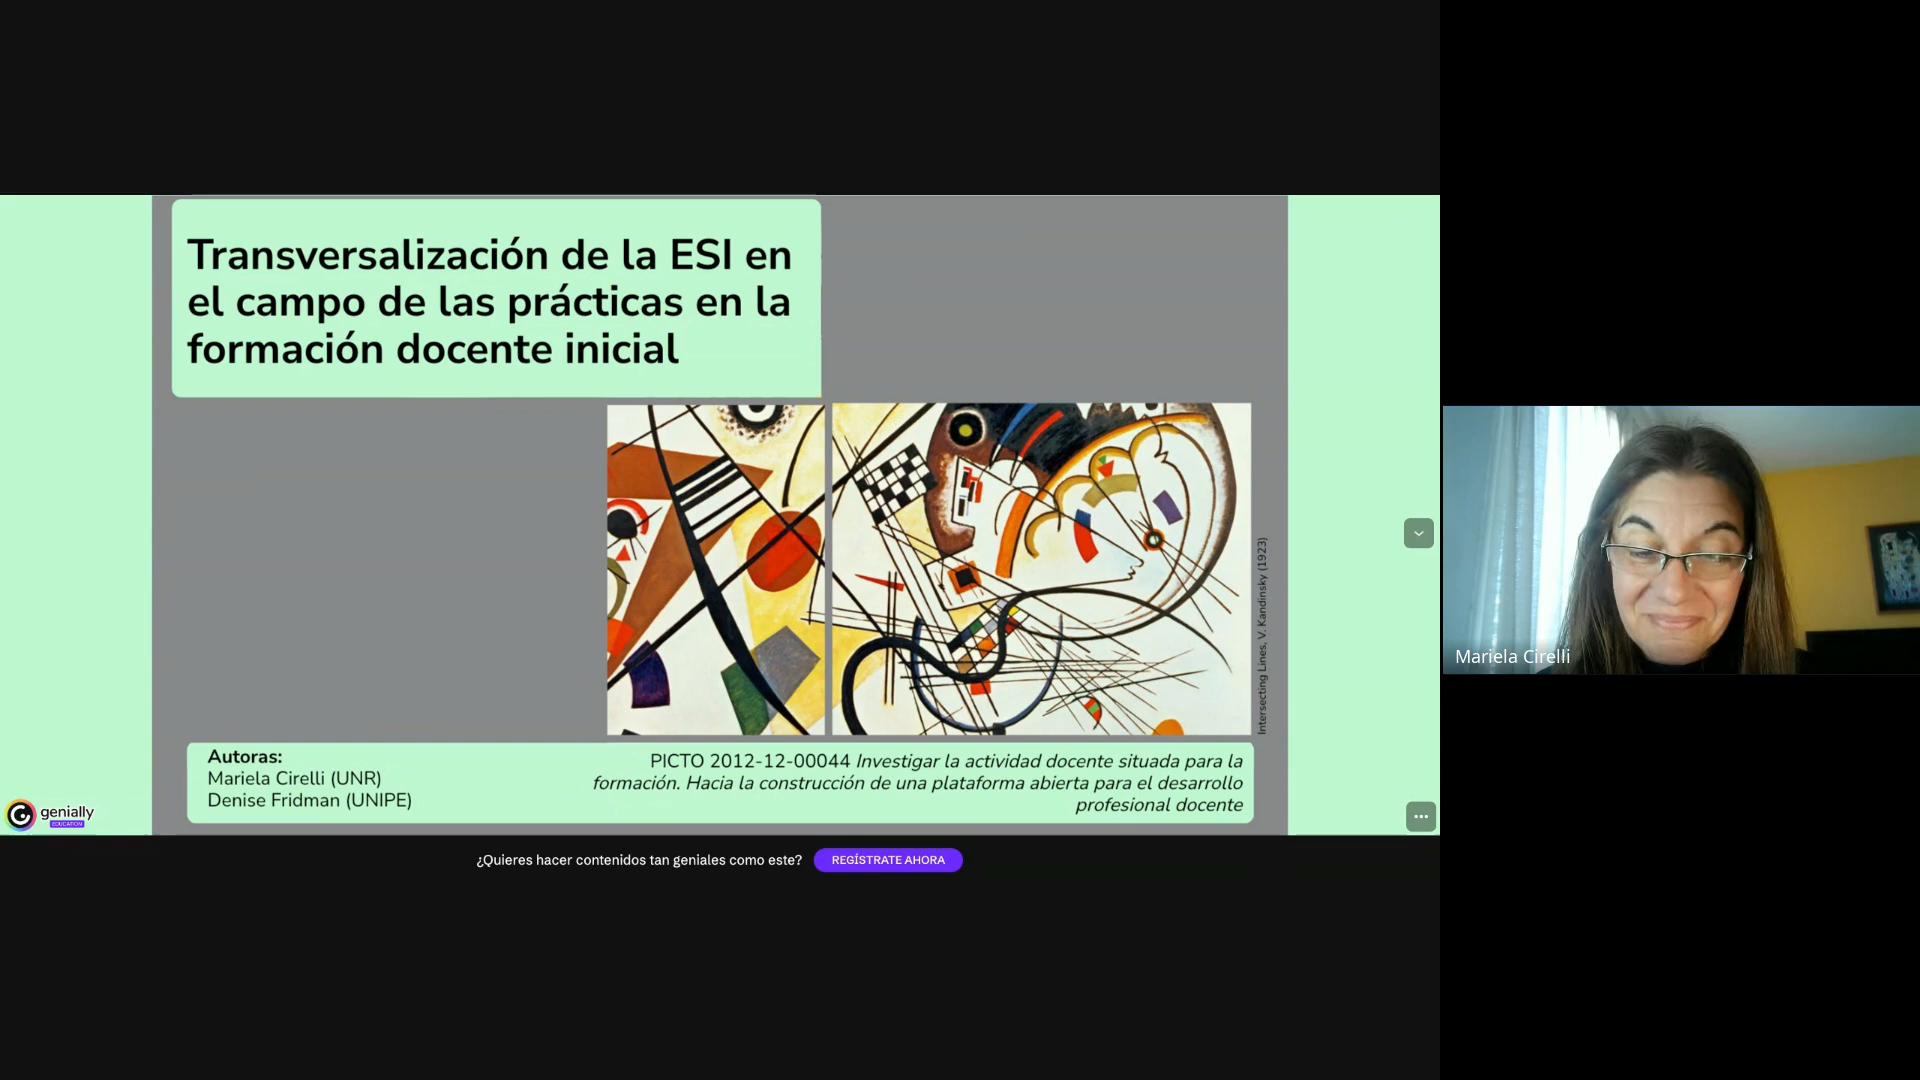 Transversalización de la ESI en
el campo de las prácticas en la
formación docente inicial
Intersecting Lines, V. Kandinsky (1923)
Autoras:
Mariela Cirelli (UNR)
Denise Fridman (UNIPE)
PICTO 2012-12-00044 Investigar la actividad docente situada para la
formación. Hacia la construcción de una plataforma abierta para el desarrollo
profesional docente
genially
EDUCATION
¿Quieres hacer contenidos tan geniales como este?
REGÍSTRATE AHORA
Mariela Cirelli